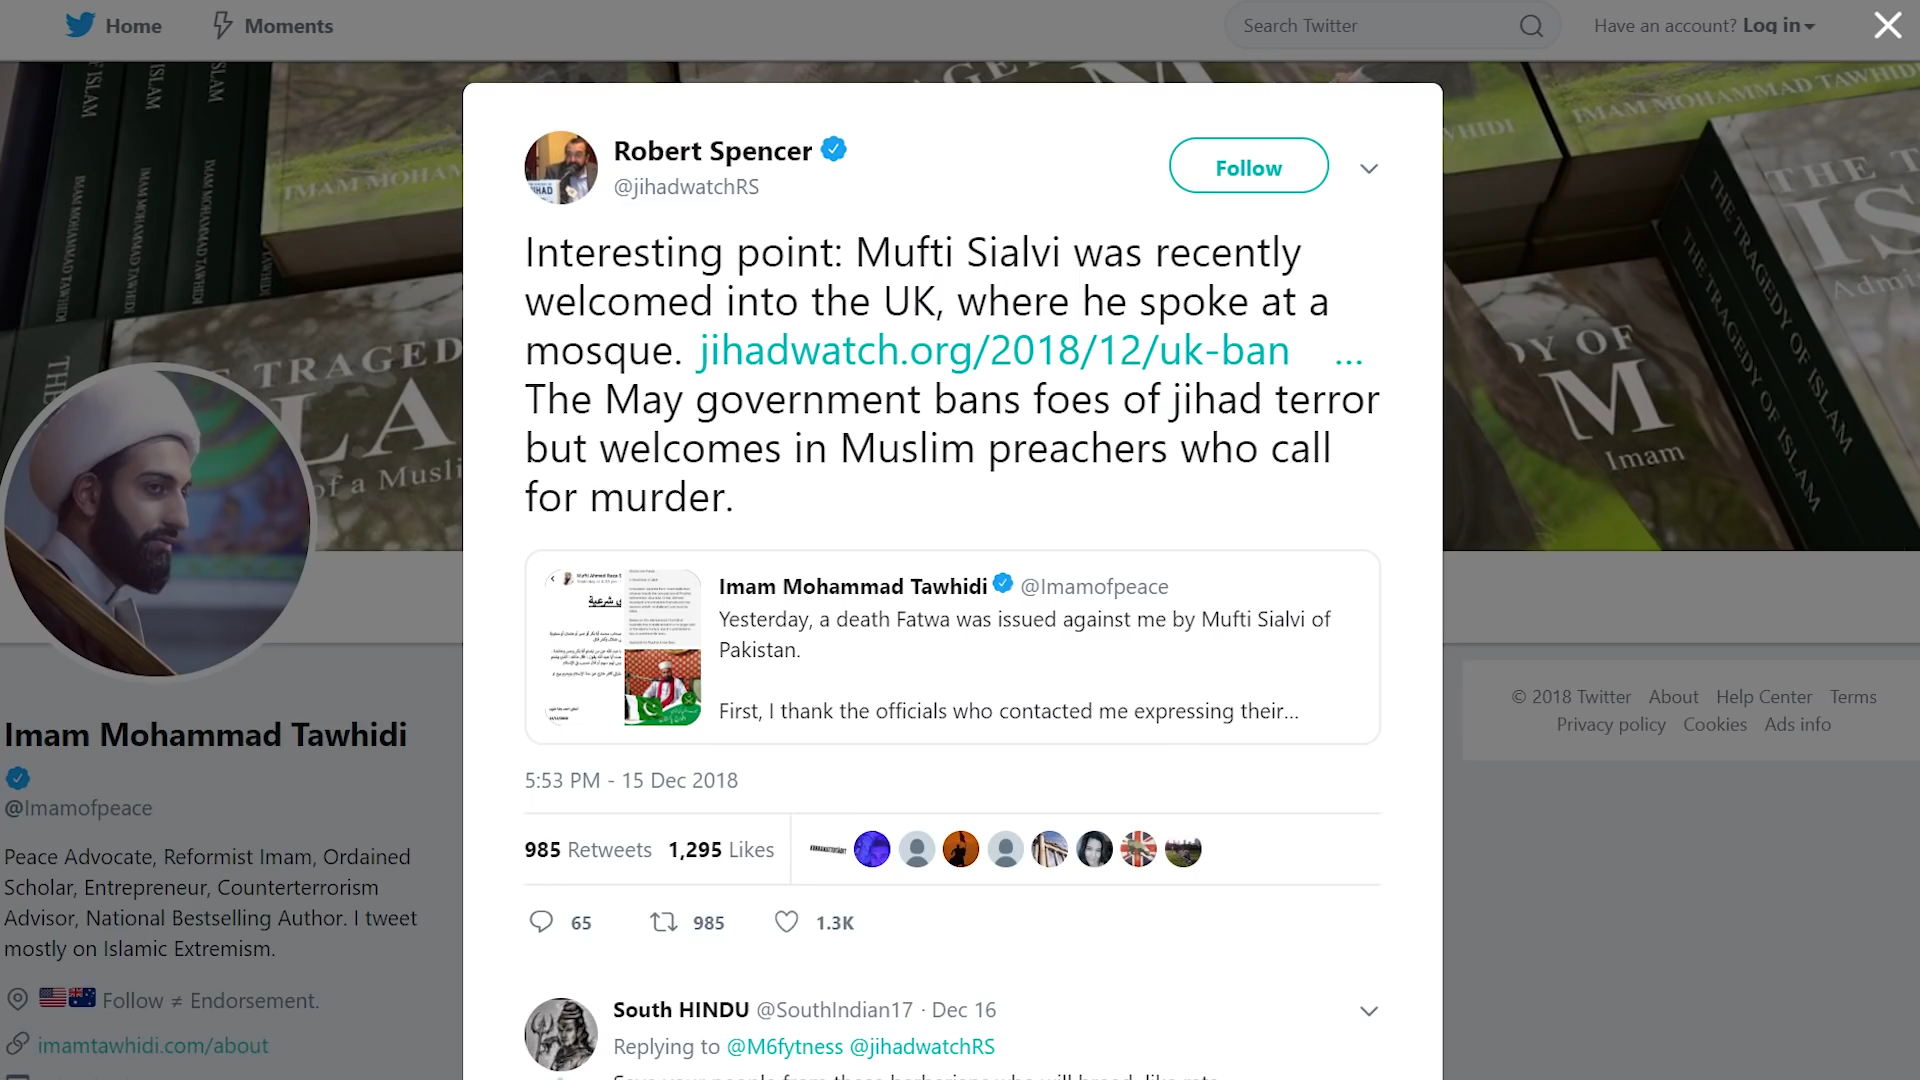 Home
Moments
Search Twitter
Have an account? Log in
Robert Spencer
@jihadwatchRS
Follow
Interesting point: Mufti Sialvi was recently
welcomed into the UK, where he spoke at a
mosque. jihadwatch.org/2018/12/uk-ban ...
The May government bans foes of jihad terror
but welcomes in Muslim preachers who call
for murder.
Imam Mohammad Tawhidi @Imamofpeace
Yesterday, a death Fatwa was issued against me by Mufti Sialvi of
Pakistan.
First, I thank the officials who contacted me expressing their...
5:53 PM - 15 Dec 2018
985 Retweets 1,295 Likes
65 985 1.3K
South HINDU @SouthIndian17 · Dec 16
Replying to @M6fytness @jihadwatchRS
Imam Mohammad Tawhidi
@Imamofpeace
Peace Advocate, Reformist Imam, Ordained
Scholar, Entrepreneur, Counterterrorism
Advisor, National Bestselling Author. I tweet
mostly on Islamic Extremism.
Follow ≠ Endorsement.
imamtawhidi.com/about
© 2018 Twitter About Help Center Terms
Privacy policy Cookies Ads info
IMAM MOHAMMAD TAWHIDI
THE TRAGEDY OF ISLAM
Imam